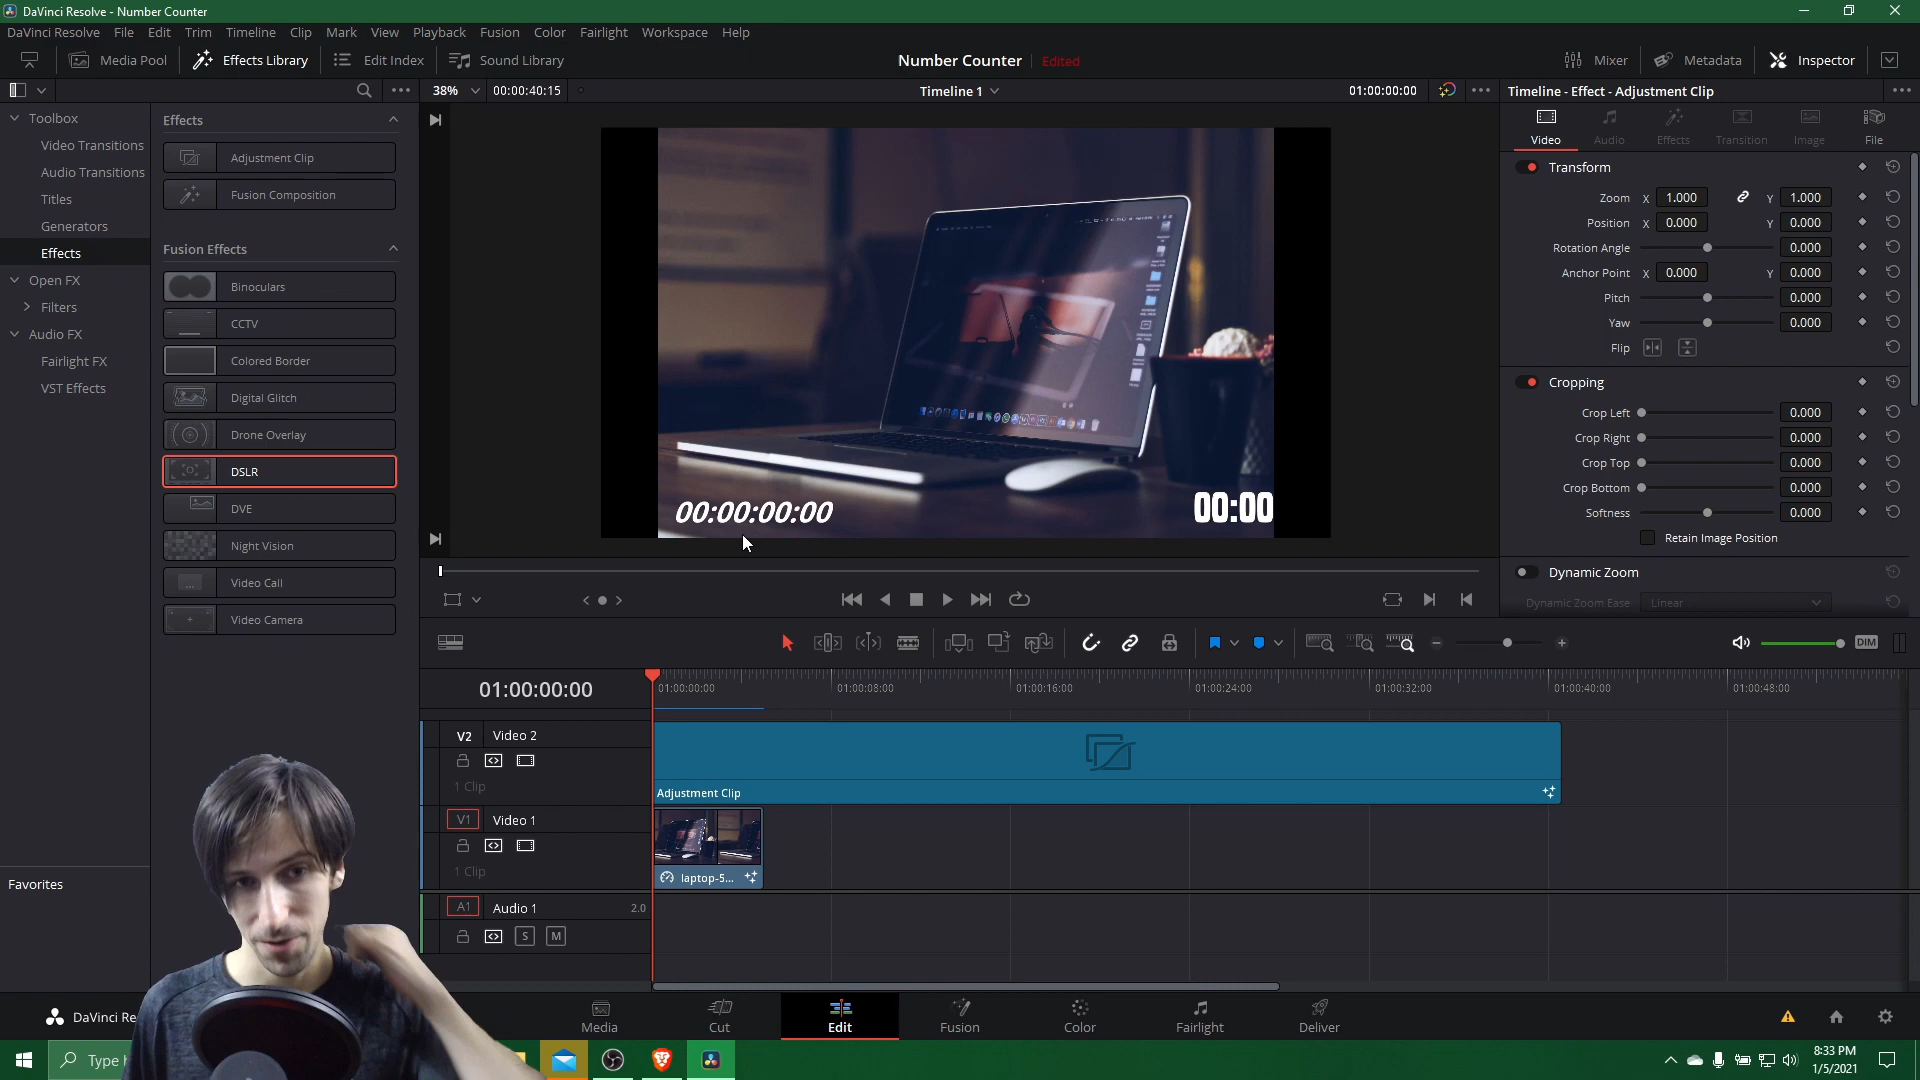 DaVinci Resolve - Number Counter
DaVinci Resolve File Edit Trim Timeline Clip Mark View Playback Fusion Color Fairlight Workspace Help
Media Pool Effects Library Edit Index Sound Library Number Counter Edited Mixer Metadata Inspector
38% 00:00:40:15 Timeline 1 01:00:00:00 Timeline - Effect - Adjustment Clip
Toolbox
Video Transitions
Audio Transitions
Titles
Generators
Effects
Open FX
Filters
Audio FX
Fairlight FX
VST Effects
Favorites
Effects
Adjustment Clip
Fusion Composition
Fusion Effects
Binoculars
CCTV
Colored Border
Digital Glitch
Drone Overlay
DSLR
DVE
Night Vision
Video Call
Video Camera
00:00:00:00
00:00
Video Audio Effects Transition Image File
Transform
Zoom X 1.000 Y 1.000
Position X 0.000 Y 0.000
Rotation Angle 0.000
Anchor Point X 0.000 Y 0.000
Pitch 0.000
Yaw 0.000
Flip
Cropping
Crop Left 0.000
Crop Right 0.000
Crop Top 0.000
Crop Bottom 0.000
Softness 0.000
Retain Image Position
Dynamic Zoom
Dynamic Zoom Ease Linear
DIM
01:00:00:00 01:00:00:00 01:00:08:00 01:00:16:00 01:00:24:00 01:00:32:00 01:00:40:00 01:00:48:00
V2 Video 2
1 Clip
Adjustment Clip
V1 Video 1
1 Clip
laptop-5...
A1 Audio 1 2.0
S M
DaVinci Re
Media Cut Edit Fusion Color Fairlight Deliver
Type
8:33 PM
1/5/2021